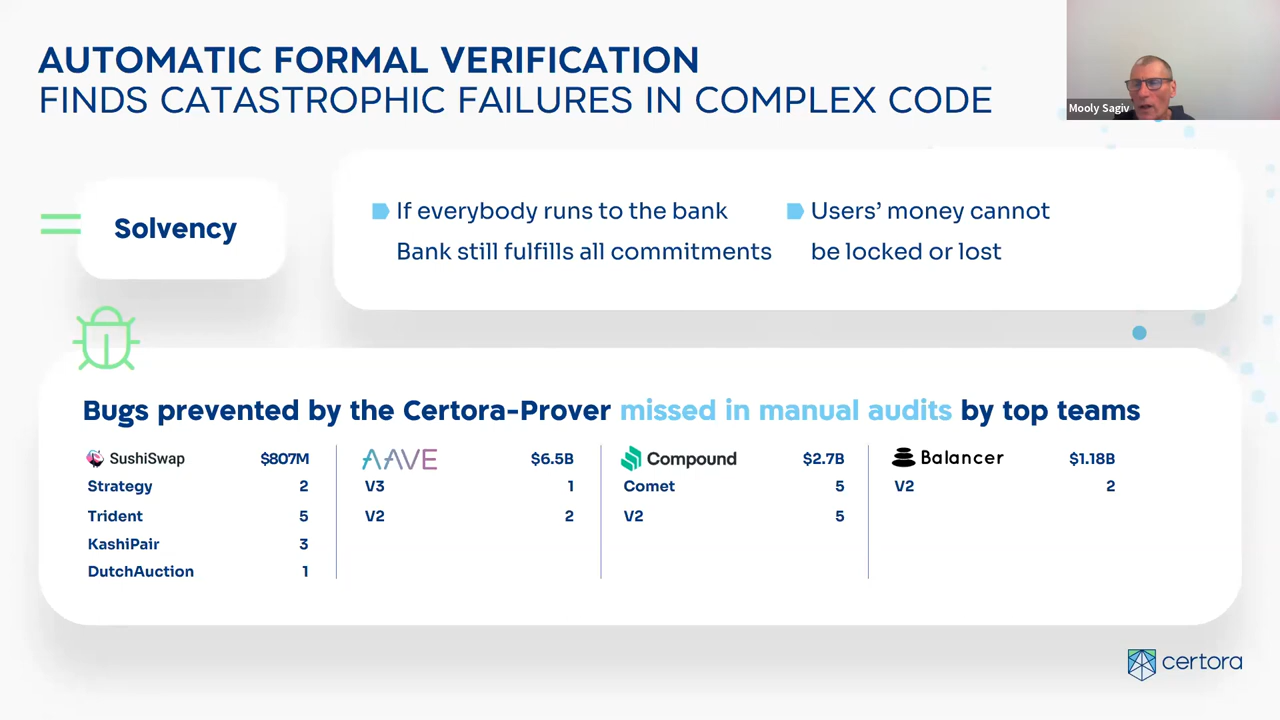 AUTOMATIC FORMAL VERIFICATION
FINDS CATASTROPHIC FAILURES IN COMPLEX CODE
Mooly Sagiv
Solvency
If everybody runs to the bank
Bank still fulfills all commitments
Users’ money cannot
be locked or lost
Bugs prevented by the Certora-Prover missed in manual audits by top teams
SushiSwap $807M
Strategy 2
Trident 5
KashiPair 3
DutchAuction 1
AAVE $6.5B
V3 1
V2 2
Compound $2.7B
Comet 5
V2 5
Balancer $1.18B
V2 2
certora